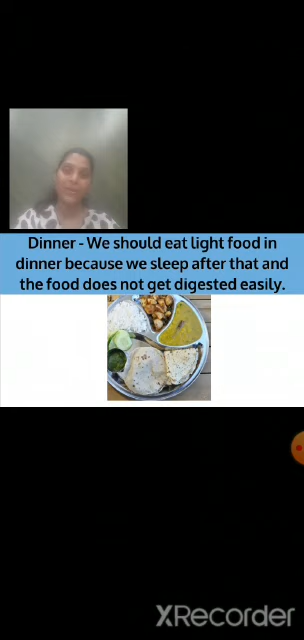 Dinner - We should eat light food in
dinner because we sleep after that and
the food does not get digested easily.
XRecorder